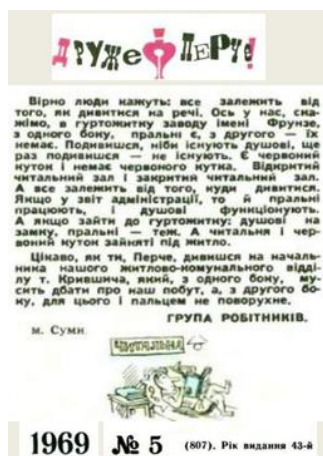 друже Перче!
Вірно люди кажуть: все залежить від
того, як дивитися на речі. Ось у нас, ска-
жімо, в гуртожитку заводу імені Фрунзе,
з одного боку, пральні є, з другого — їх
немає. Подивишся, ніби існують душові, ще
раз подивишся — не існують. Є червоний
куток і немає червоного кутка. Відкритий
читальний зал і закритий читальний зал.
А все залежить від того, куди дивитися.
Якщо у звіт адміністрації, то й пральні
працюють, і душові функціонують.
А якщо зайти до гуртожитку: душові на
замку, пральні — теж. А читальня і чер-
воний куток зайняті під житло.
Цікаво, як ти, Перче, дивишся на началь-
ника нашого житлово-комунального відді-
лу т. Крившича, який, з одного боку, му-
сить дбати про наш побут, а, з другого бо-
ку, для цього і пальцем не поворухне.
ГРУПА РОБІТНИКІВ.
м. Суми
ЧИТАЛЬНА
1969 № 5 (807). Рік видання 43-й